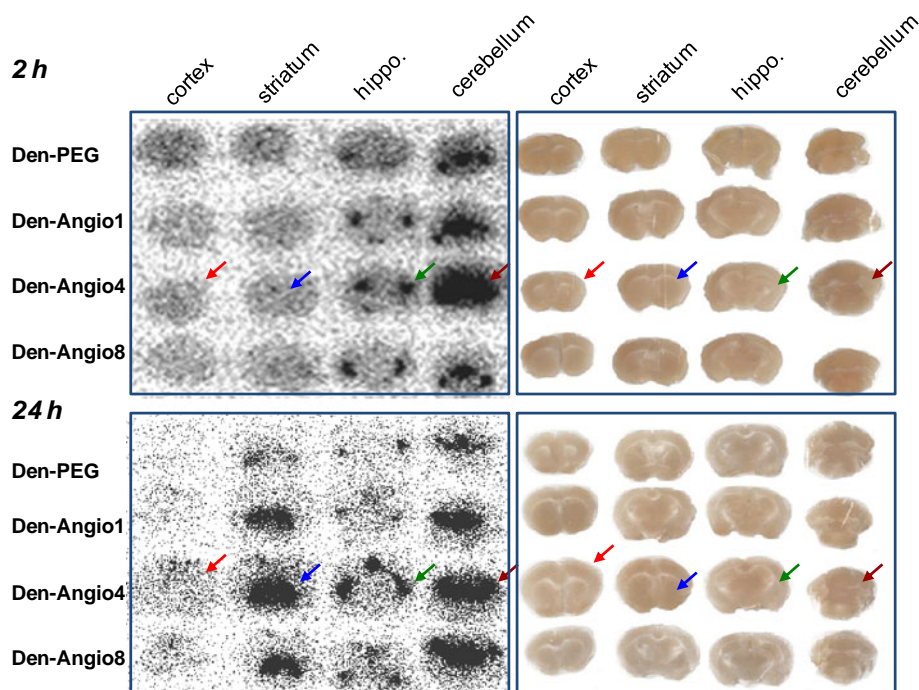 2 h
cortex striatum hippo. cerebellum cortex striatum hippo. cerebellum
Den-PEG
Den-Angio1
Den-Angio4
Den-Angio8
24 h
Den-PEG
Den-Angio1
Den-Angio4
Den-Angio8